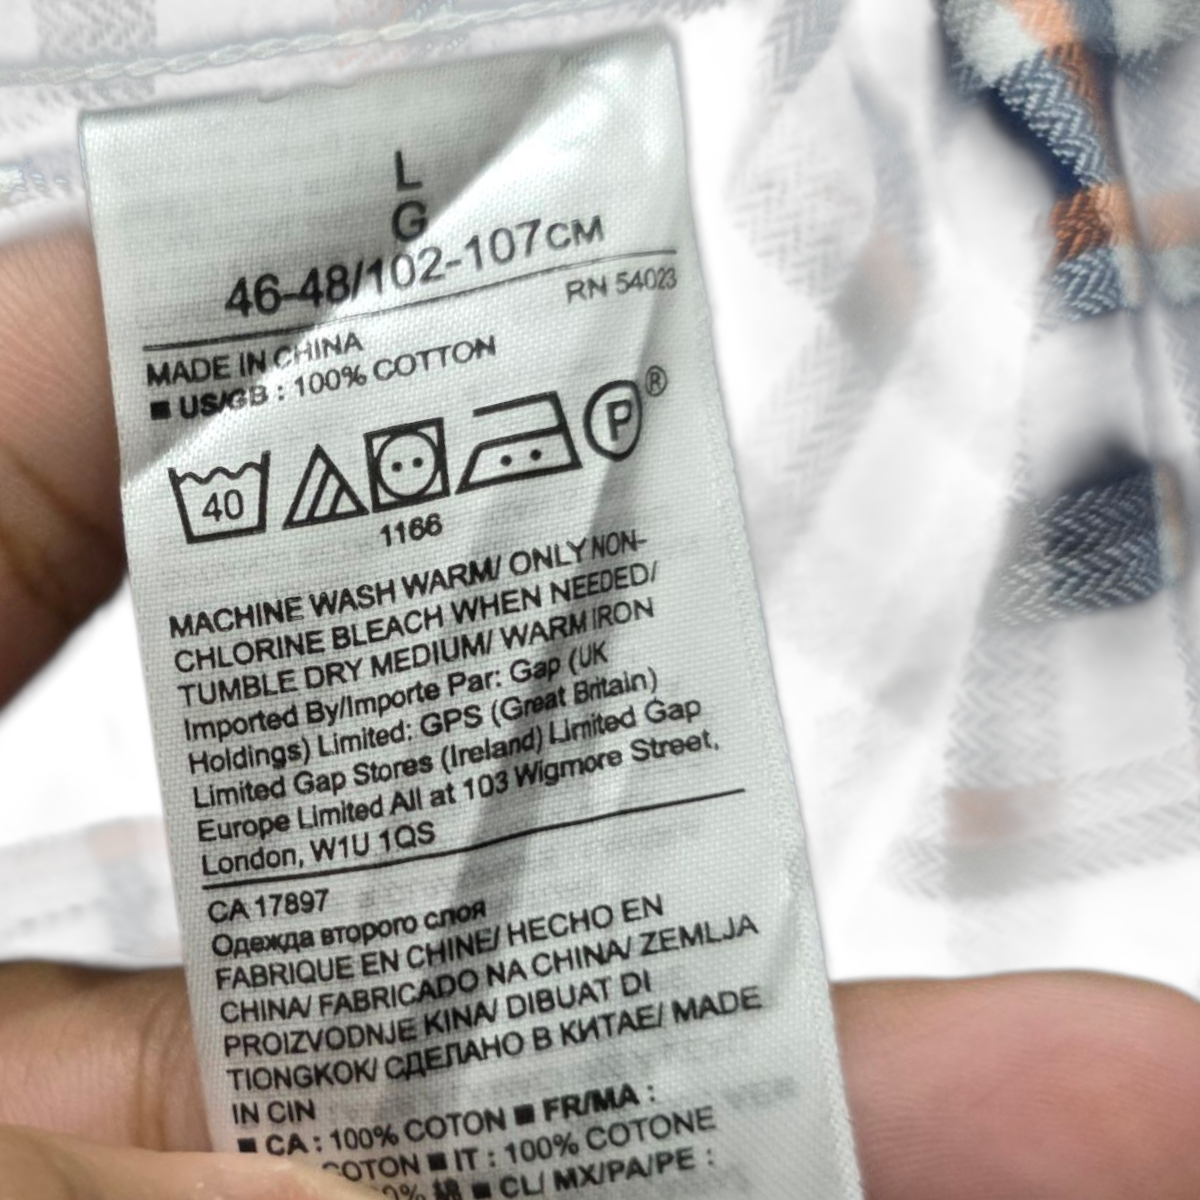 L
G
46-48/102-107CM
RN 54023
MADE IN CHINA
■ US/GB : 100% COTTON
40
P®
1166
MACHINE WASH WARM/ ONLY NON-
CHLORINE BLEACH WHEN NEEDED/
TUMBLE DRY MEDIUM/ WARM IRON
Imported By/Importe Par: Gap (UK
Holdings) Limited: GPS (Great Britain)
Limited Gap Stores (Ireland) Limited Gap
Europe Limited All at 103 Wigmore Street,
London, W1U 1QS
CA 17897
Одежда второго слоя
FABRIQUE EN CHINE/ HECHO EN
CHINA/ FABRICADO NA CHINA/ ZEMLJA
PROIZVODNJE KINA/ DIBUAT DI
TIONGKOK/ СДЕЛАНО В КИТАЕ/ MADE
IN CIN
■ CA : 100% COTON ■ FR/MA :
COTON ■ IT : 100% COTONE
0% 綿 ■ CL/ MX/PA/PE :